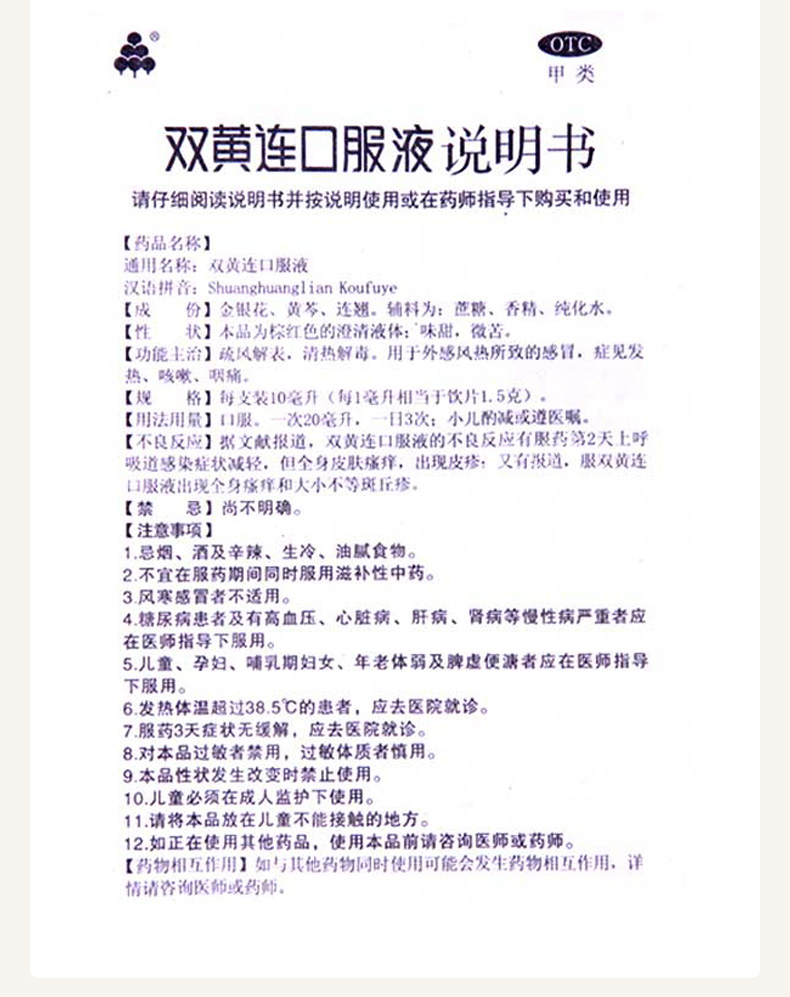 ®
OTC
甲类
双黄连口服液说明书
请仔细阅读说明书并按说明使用或在药师指导下购买和使用
【药品名称】
通用名称：双黄连口服液
汉语拼音：Shuanghuanglian Koufuye
【成　　份】金银花、黄芩、连翘。辅料为：蔗糖、香精、纯化水。
【性　　状】本品为棕红色的澄清液体；味甜，微苦。
【功能主治】疏风解表，清热解毒。用于外感风热所致的感冒，症见发
热、咳嗽、咽痛。
【规　　格】每支装10毫升（每1毫升相当于饮片1.5克）。
【用法用量】口服。一次20毫升，一日3次；小儿酌减或遵医嘱。
【不良反应】据文献报道，双黄连口服液的不良反应有服药第2天上呼
吸道感染症状减轻，但全身皮肤瘙痒，出现皮疹；又有报道，服双黄连
口服液出现全身瘙痒和大小不等斑丘疹。
【禁　　忌】尚不明确。
【注意事项】
1.忌烟、酒及辛辣、生冷、油腻食物。
2.不宜在服药期间同时服用滋补性中药。
3.风寒感冒者不适用。
4.糖尿病患者及有高血压、心脏病、肝病、肾病等慢性病严重者应
在医师指导下服用。
5.儿童、孕妇、哺乳期妇女、年老体弱及脾虚便溏者应在医师指导
下服用。
6.发热体温超过38.5℃的患者，应去医院就诊。
7.服药3天症状无缓解，应去医院就诊。
8.对本品过敏者禁用，过敏体质者慎用。
9.本品性状发生改变时禁止使用。
10.儿童必须在成人监护下使用。
11.请将本品放在儿童不能接触的地方。
12.如正在使用其他药品，使用本品前请咨询医师或药师。
【药物相互作用】如与其他药物同时使用可能会发生药物相互作用，详
情请咨询医师或药师。